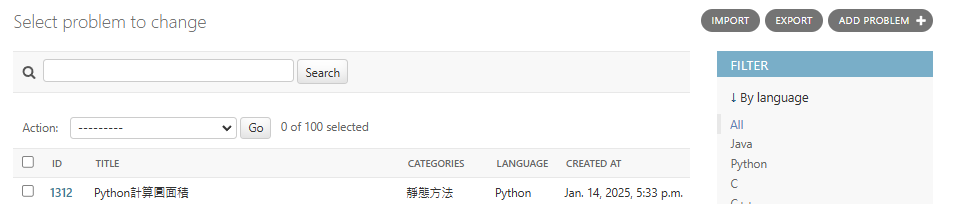 Select problem to change
IMPORT
EXPORT
ADD PROBLEM +
Search
FILTER
↓ By language
All
Java
Python
C
Action:
---------
Go
0 of 100 selected
ID
TITLE
CATEGORIES
LANGUAGE
CREATED AT
1312
Python計算圓面積
靜態方法
Python
Jan. 14, 2025, 5:33 p.m.